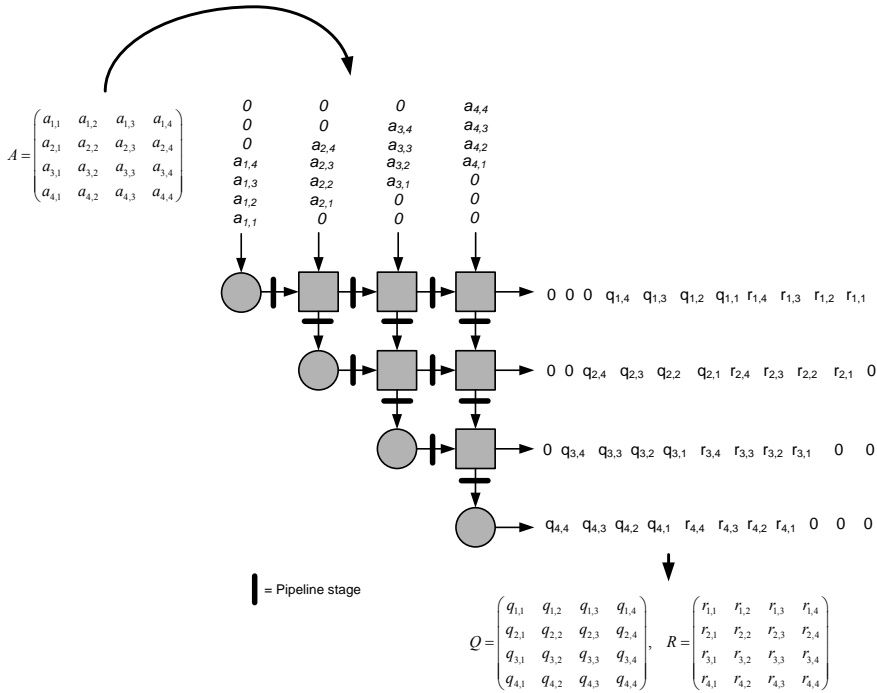 0 0 0 a4,4
0 0 a3,4 a4,3
0 a2,4 a3,3 a4,2
a1,4 a2,3 a3,2 a4,1
a1,3 a2,2 a3,1 0
a1,2 a2,1 0 0
a1,1 0 0 0
A = ( a1,1 a1,2 a1,3 a1,4
a2,1 a2,2 a2,3 a2,4
a3,1 a3,2 a3,3 a3,4
a4,1 a4,2 a4,3 a4,4 )
0 0 0 q1,4 q1,3 q1,2 q1,1 r1,4 r1,3 r1,2 r1,1
0 0 q2,4 q2,3 q2,2 q2,1 r2,4 r2,3 r2,2 r2,1 0
0 q3,4 q3,3 q3,2 q3,1 r3,4 r3,3 r3,2 r3,1 0 0
q4,4 q4,3 q4,2 q4,1 r4,4 r4,3 r4,2 r4,1 0 0 0
= Pipeline stage
Q = ( q1,1 q1,2 q1,3 q1,4
q2,1 q2,2 q2,3 q2,4
q3,1 q3,2 q3,3 q3,4
q4,1 q4,2 q4,3 q4,4 ),
R = ( r1,1 r1,2 r1,3 r1,4
r2,1 r2,2 r2,3 r2,4
r3,1 r3,2 r3,3 r3,4
r4,1 r4,2 r4,3 r4,4 )